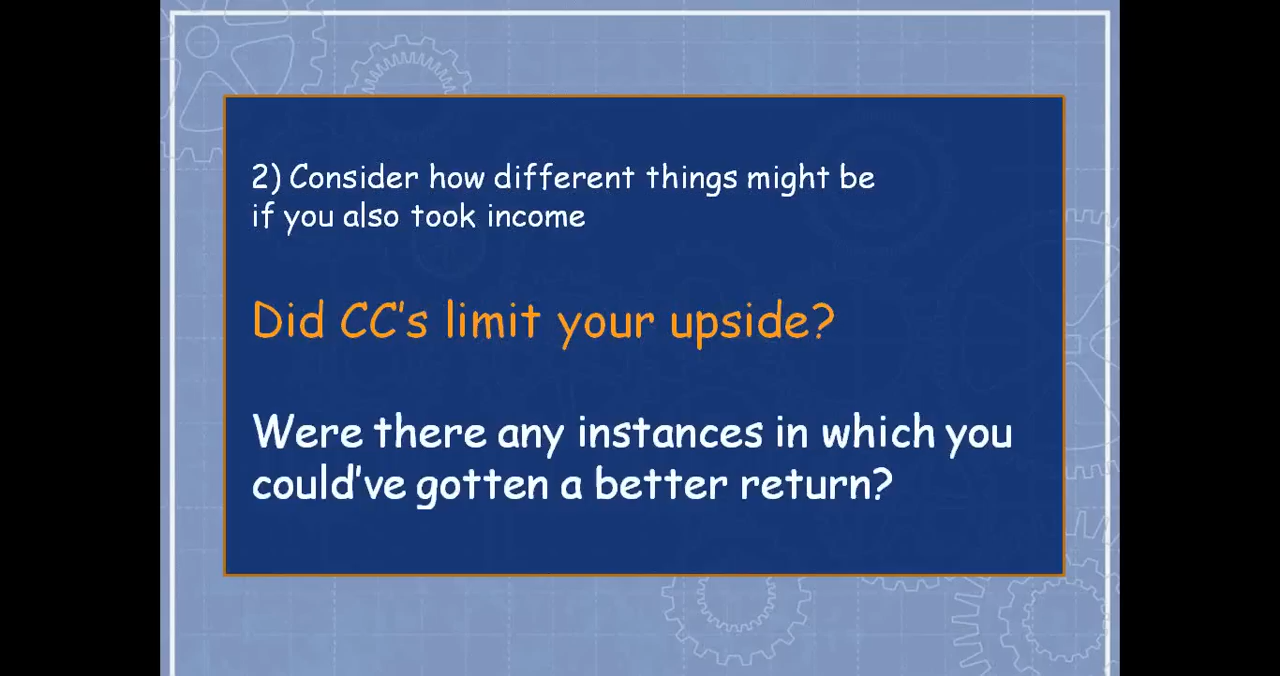 2) Consider how different things might be
if you also took income
Did CC's limit your upside?
Were there any instances in which you
could've gotten a better return?